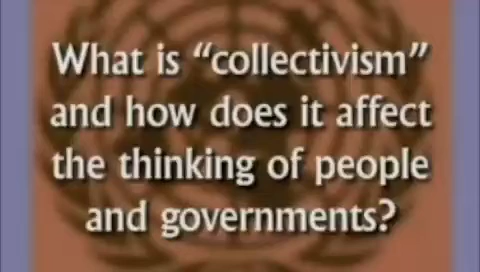 What is “collectivism”
and how does it affect
the thinking of people
and governments?